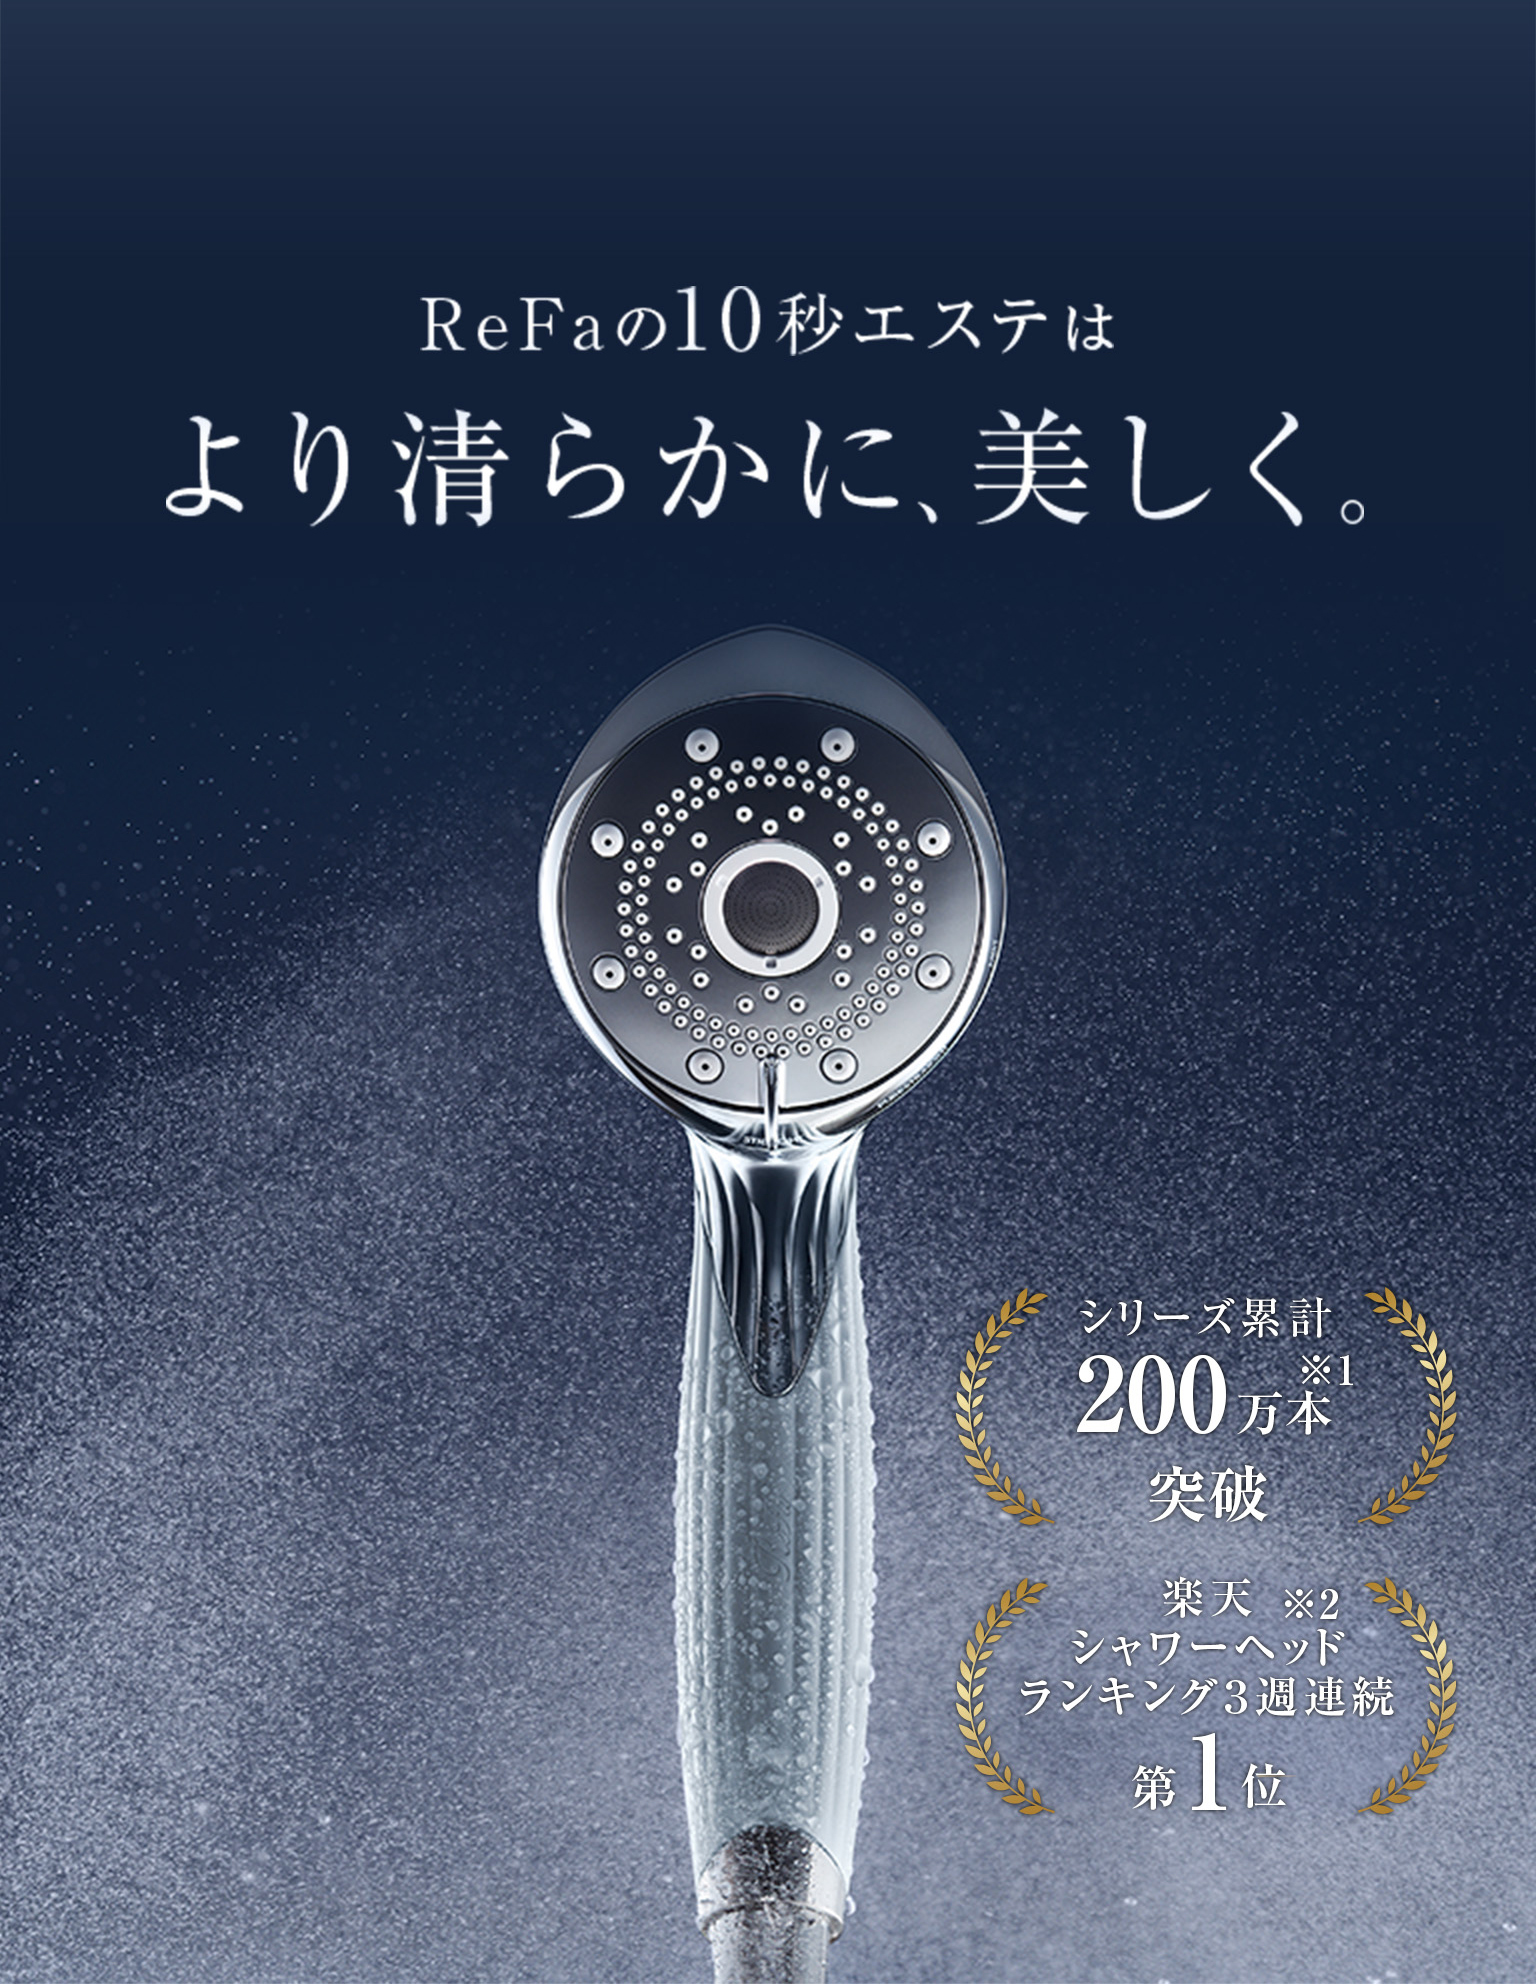 ReFaの10秒エステは
より清らかに、美しく。
シリーズ累計
200万本※1
突破
楽天 ※2
シャワーヘッド
ランキング3週連続
第1位